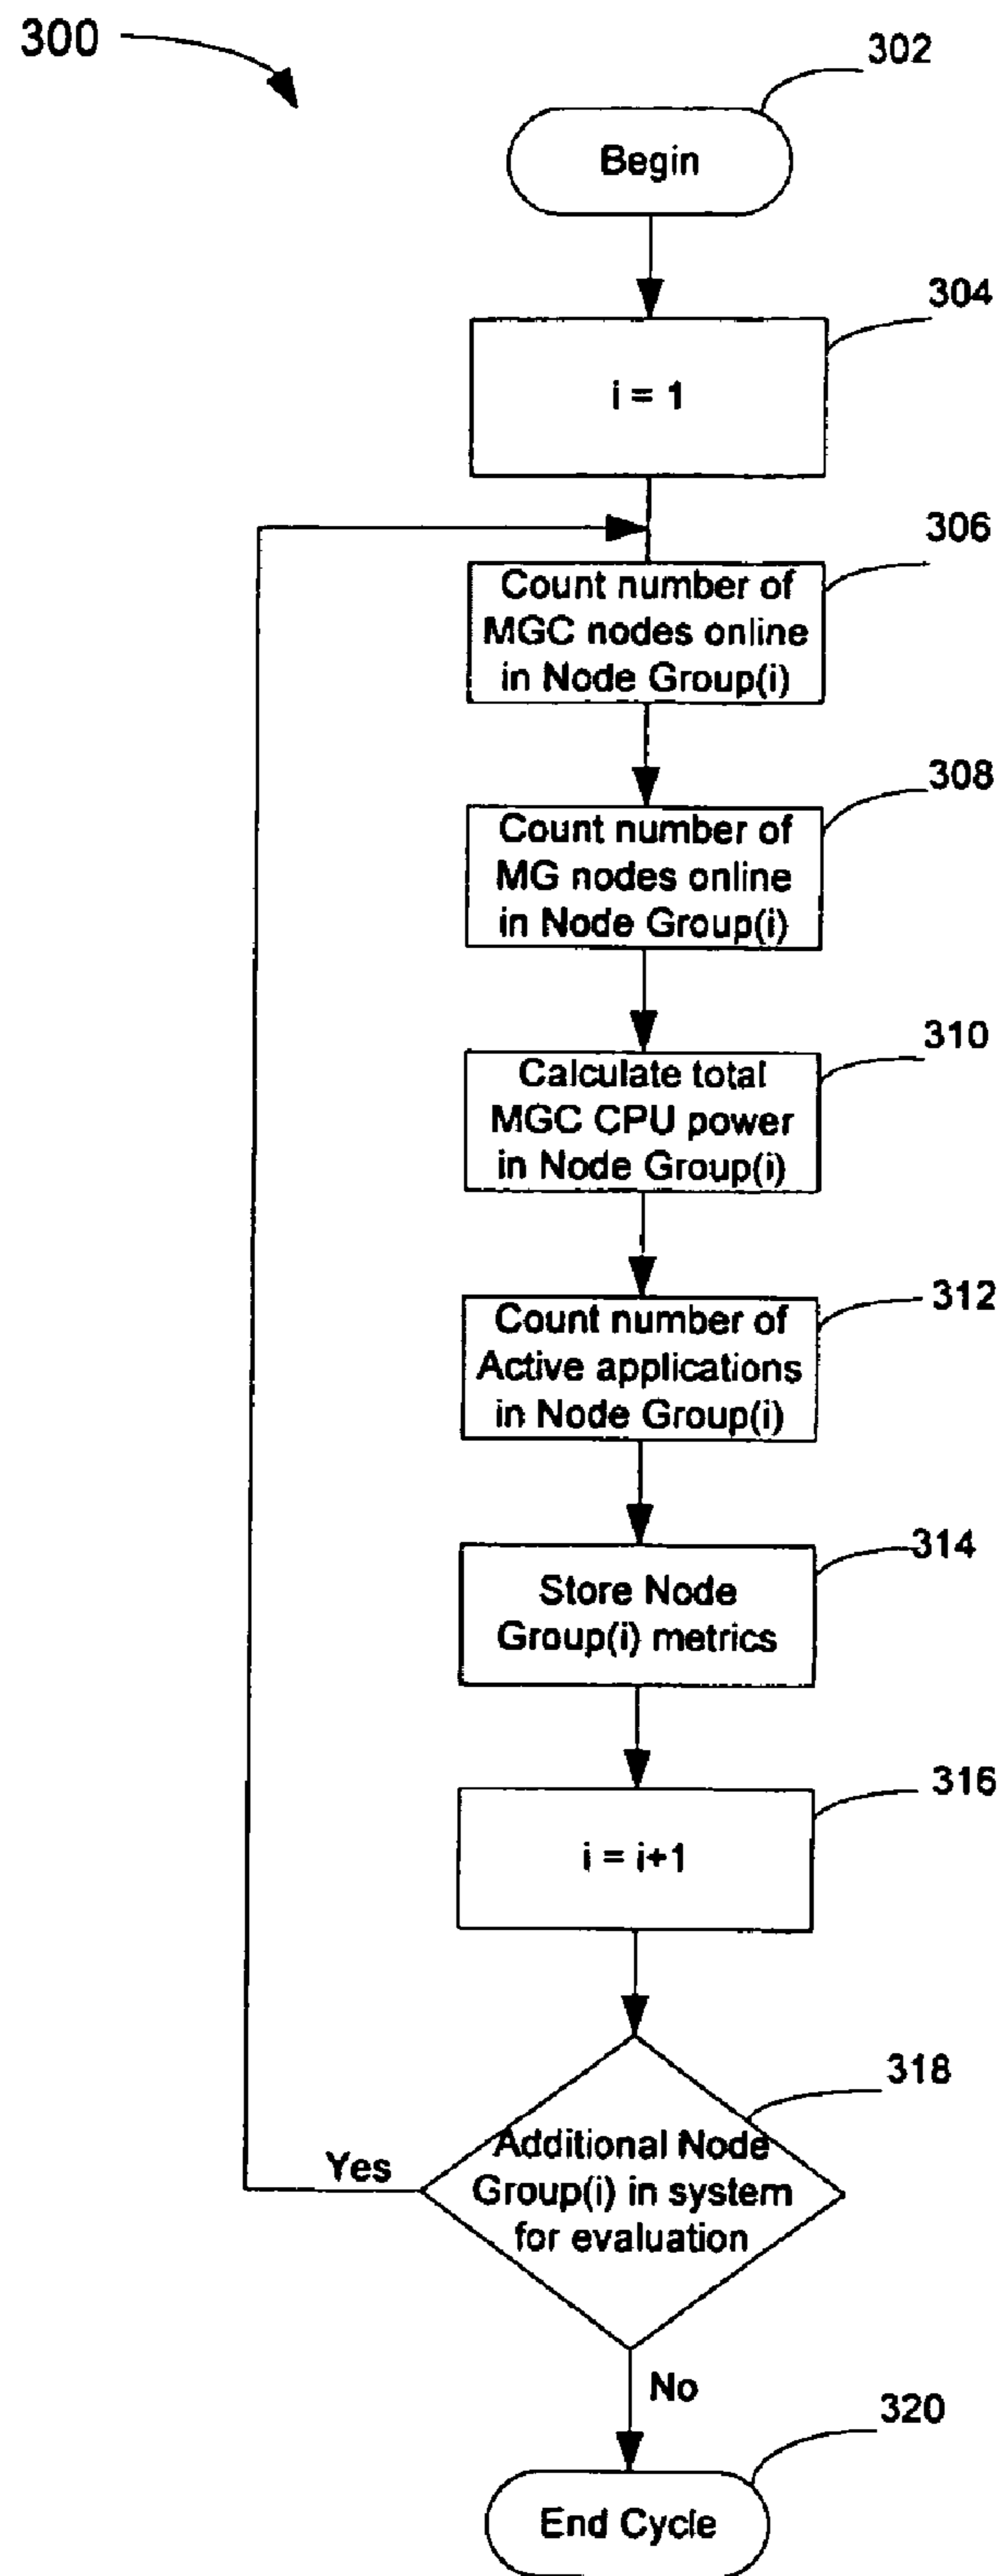 300
302
Begin
304
i = 1
306
Count number of
MGC nodes online
in Node Group(i)
308
Count number of
MG nodes online
in Node Group(i)
310
Calculate total
MGC CPU power
in Node Group(i)
312
Count number of
Active applications
in Node Group(i)
314
Store Node
Group(i) metrics
316
i = i+1
318
Additional Node
Group(i) in system
for evaluation
Yes
No
320
End Cycle